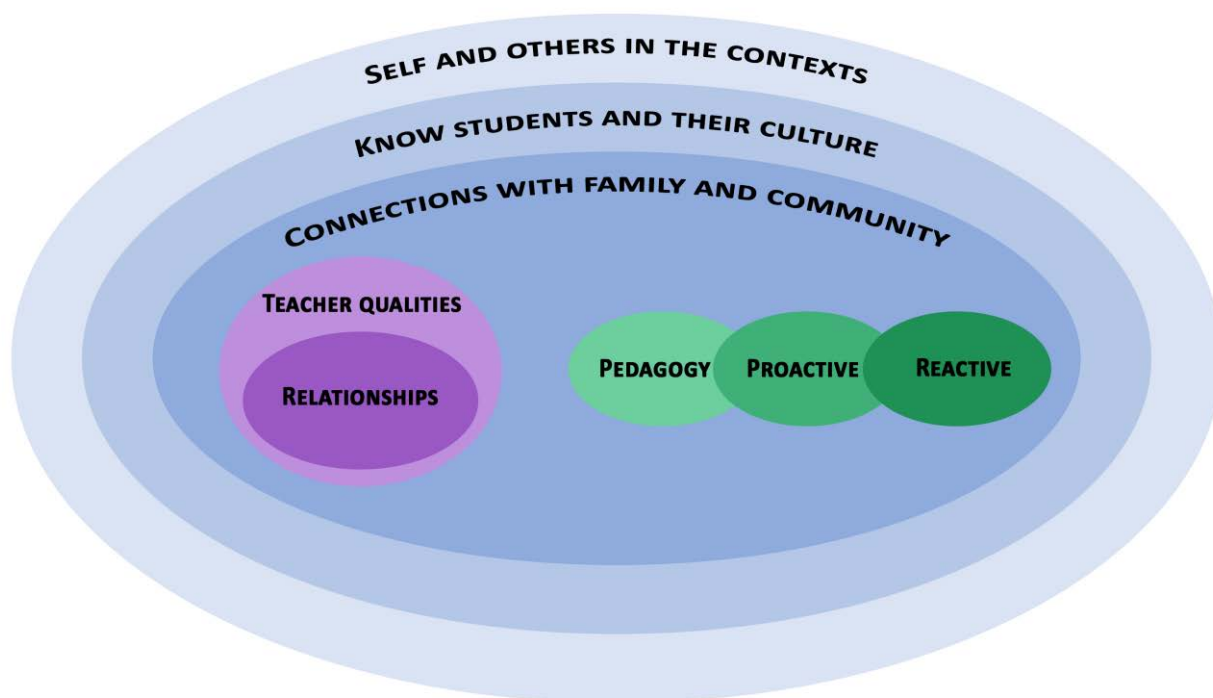 SELF AND OTHERS IN THE CONTEXTS
KNOW STUDENTS AND THEIR CULTURE
CONNECTIONS WITH FAMILY AND COMMUNITY
TEACHER QUALITIES
RELATIONSHIPS
PEDAGOGY
PROACTIVE
REACTIVE